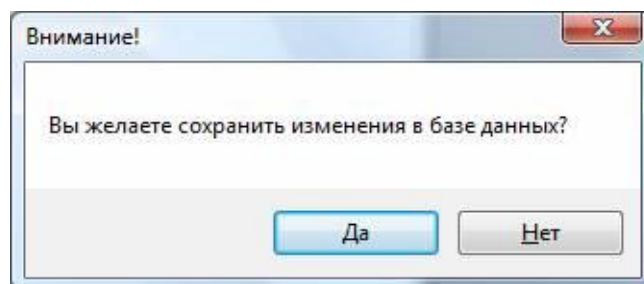 Внимание!
Вы желаете сохранить изменения в базе данных?
Да
Нет